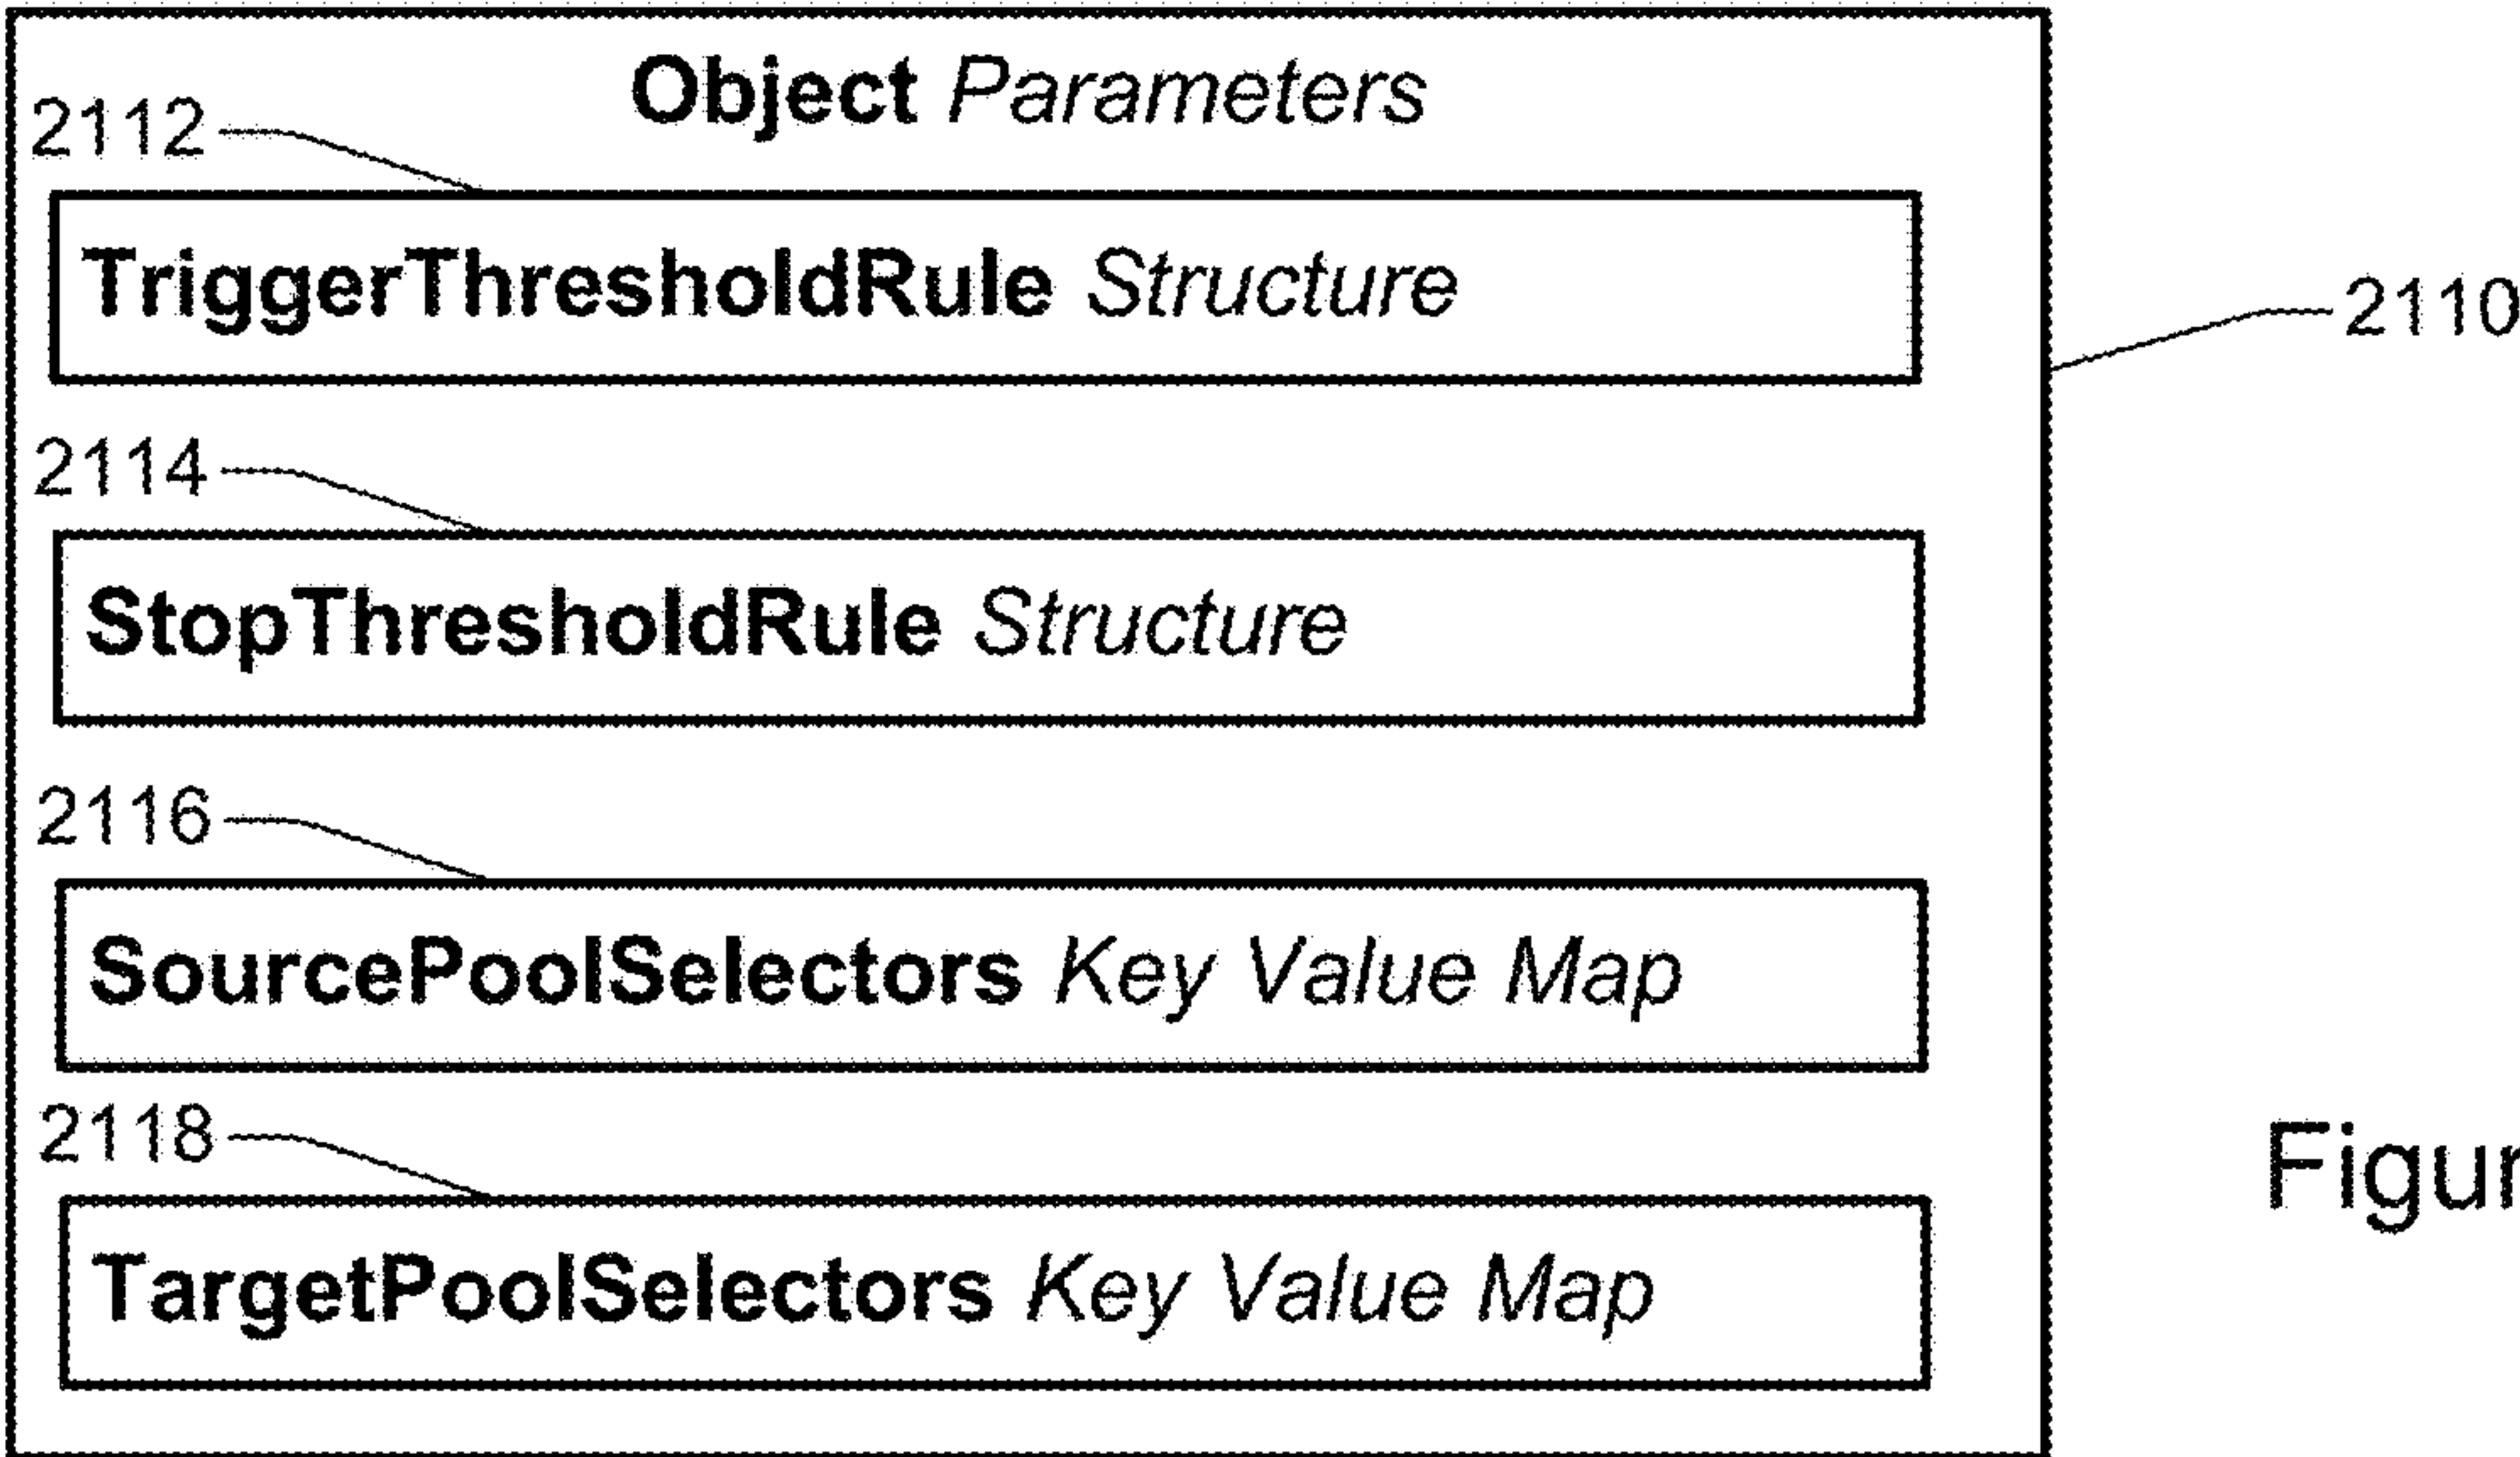 Object Parameters
2112
TriggerThresholdRule Structure
2110
2114
StopThresholdRule Structure
2116
SourcePoolSelectors Key Value Map
2118
TargetPoolSelectors Key Value Map